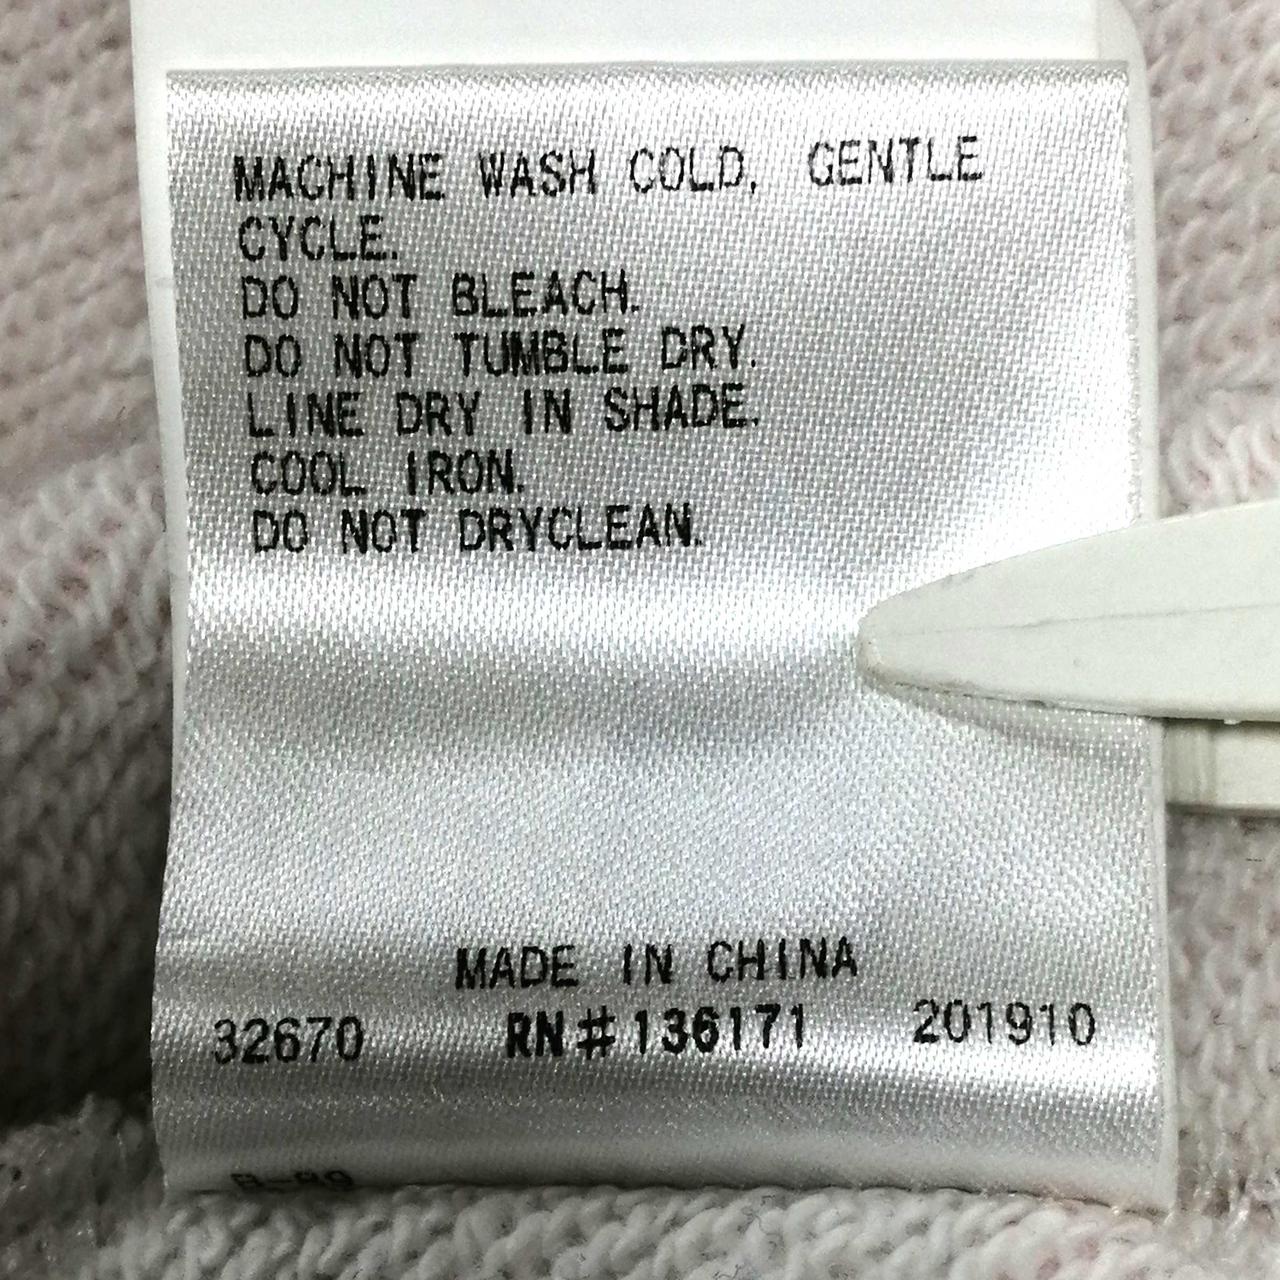 MACHINE WASH COLD, GENTLE
CYCLE.
DO NOT BLEACH.
DO NOT TUMBLE DRY.
LINE DRY IN SHADE.
COOL IRON.
DO NOT DRYCLEAN.
MADE IN CHINA
32670 RN#136171 201910